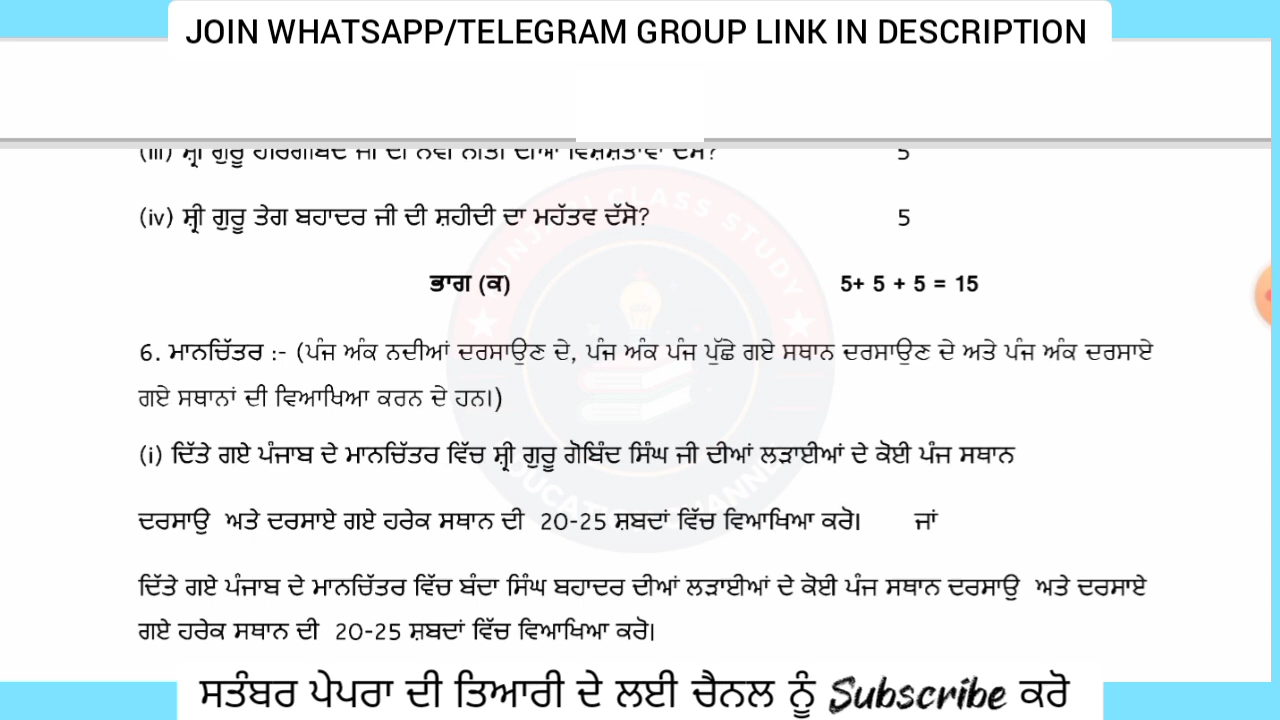 JOIN WHATSAPP/TELEGRAM GROUP LINK IN DESCRIPTION
(iii) ਸ਼੍ਰੀ ਗੁਰੂ ਹਰਿਗੋਬਿੰਦ ਜੀ ਦੀ ਨਵੀਂ ਨੀਤੀ ਦੀਆਂ ਵਿਸ਼ੇਸ਼ਤਾਵਾਂ ਦੱਸੋ? 5
(iv) ਸ਼੍ਰੀ ਗੁਰੂ ਤੇਗ ਬਹਾਦਰ ਜੀ ਦੀ ਸ਼ਹੀਦੀ ਦਾ ਮਹੱਤਵ ਦੱਸੋ? 5
ਭਾਗ (ਕ) 5+ 5 + 5 = 15
6. ਮਾਨਚਿੱਤਰ :- (ਪੰਜ ਅੰਕ ਨਦੀਆਂ ਦਰਸਾਉਣ ਦੇ, ਪੰਜ ਅੰਕ ਪੰਜ ਪੁੱਛੇ ਗਏ ਸਥਾਨ ਦਰਸਾਉਣ ਦੇ ਅਤੇ ਪੰਜ ਅੰਕ ਦਰਸਾਏ
ਗਏ ਸਥਾਨਾਂ ਦੀ ਵਿਆਖਿਆ ਕਰਨ ਦੇ ਹਨ।)
(i) ਦਿੱਤੇ ਗਏ ਪੰਜਾਬ ਦੇ ਮਾਨਚਿੱਤਰ ਵਿੱਚ ਸ਼੍ਰੀ ਗੁਰੂ ਗੋਬਿੰਦ ਸਿੰਘ ਜੀ ਦੀਆਂ ਲੜਾਈਆਂ ਦੇ ਕੋਈ ਪੰਜ ਸਥਾਨ
ਦਰਸਾਉ ਅਤੇ ਦਰਸਾਏ ਗਏ ਹਰੇਕ ਸਥਾਨ ਦੀ 20-25 ਸ਼ਬਦਾਂ ਵਿੱਚ ਵਿਆਖਿਆ ਕਰੋ। ਜਾਂ
ਦਿੱਤੇ ਗਏ ਪੰਜਾਬ ਦੇ ਮਾਨਚਿੱਤਰ ਵਿੱਚ ਬੰਦਾ ਸਿੰਘ ਬਹਾਦਰ ਦੀਆਂ ਲੜਾਈਆਂ ਦੇ ਕੋਈ ਪੰਜ ਸਥਾਨ ਦਰਸਾਉ ਅਤੇ ਦਰਸਾਏ
ਗਏ ਹਰੇਕ ਸਥਾਨ ਦੀ 20-25 ਸ਼ਬਦਾਂ ਵਿੱਚ ਵਿਆਖਿਆ ਕਰੋ।
ਸਤੰਬਰ ਪੇਪਰਾ ਦੀ ਤਿਆਰੀ ਦੇ ਲਈ ਚੈਨਲ ਨੂੰ Subscribe ਕਰੋ